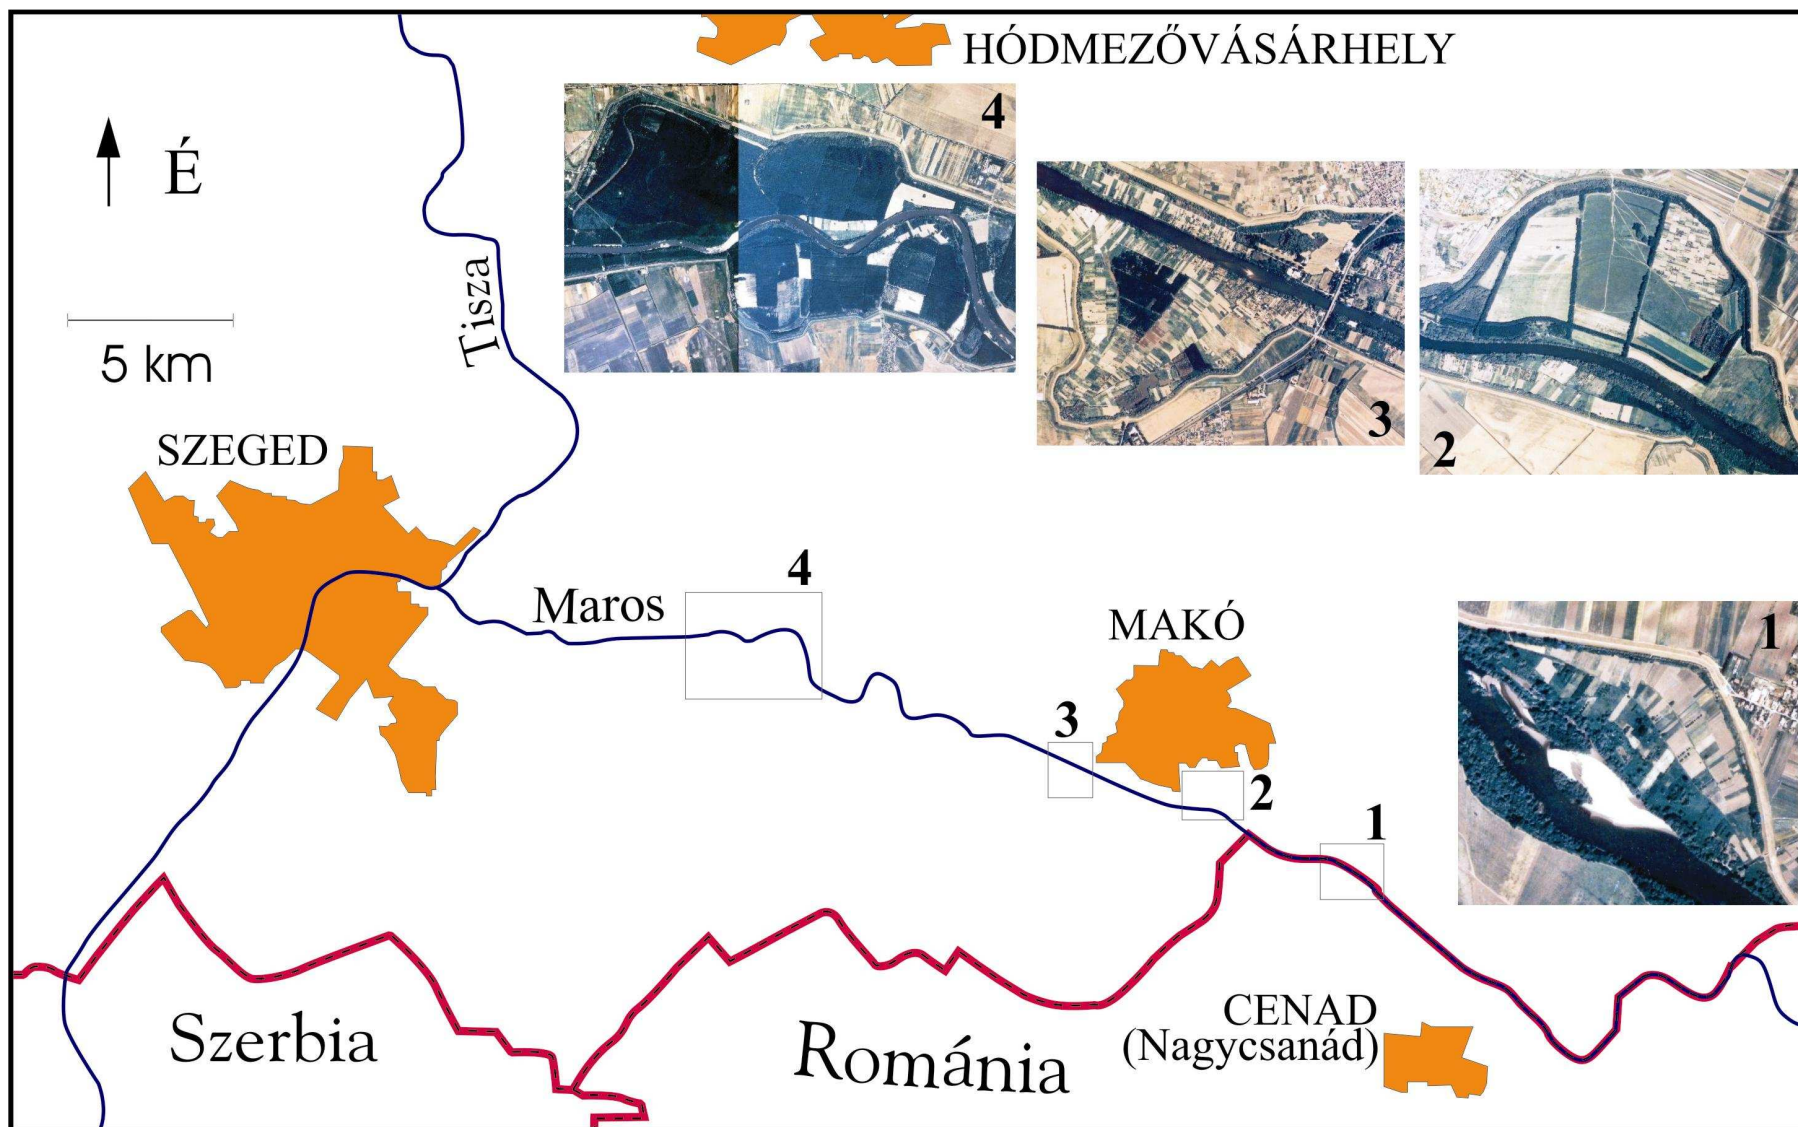 HÓDMEZŐVÁSÁRHELY
4
É
3
2
Tisza
5 km
SZEGED
4
Maros
MAKÓ
1
3
2
1
CENAD
(Nagycsanád)
Szerbia
Románia